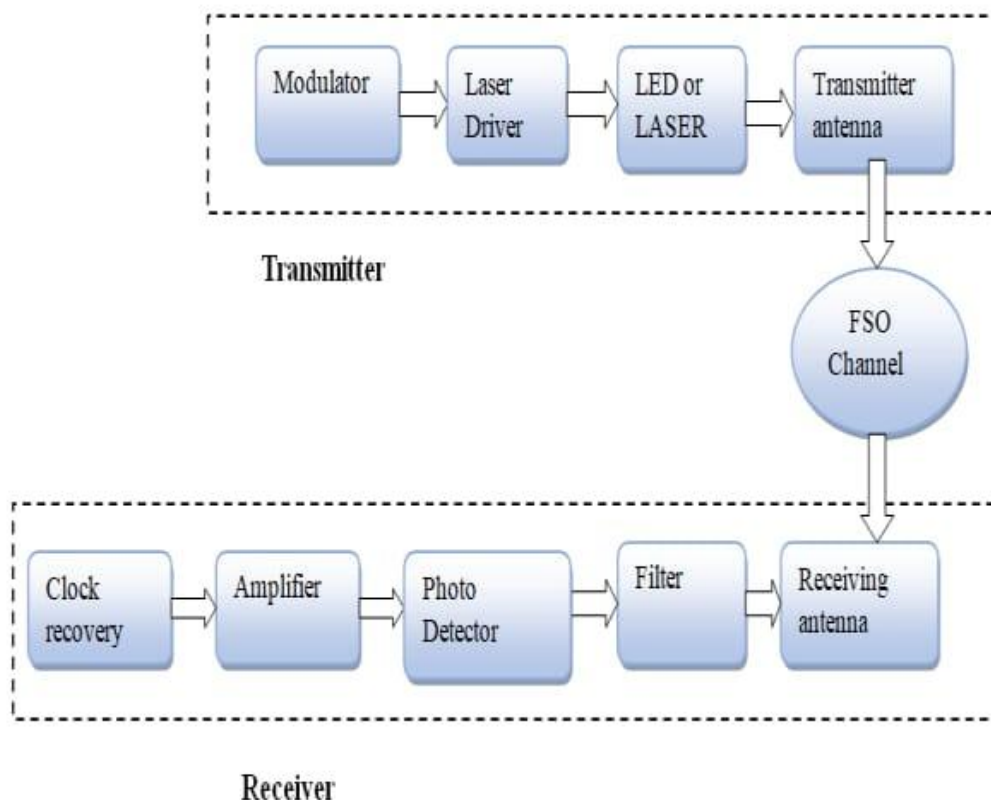 Modulator
Laser
Driver
LED or
LASER
Transmitter
antenna
Transmitter
FSO
Channel
Clock
recovery
Amplifier
Photo
Detector
Filter
Receiving
antenna
Receiver